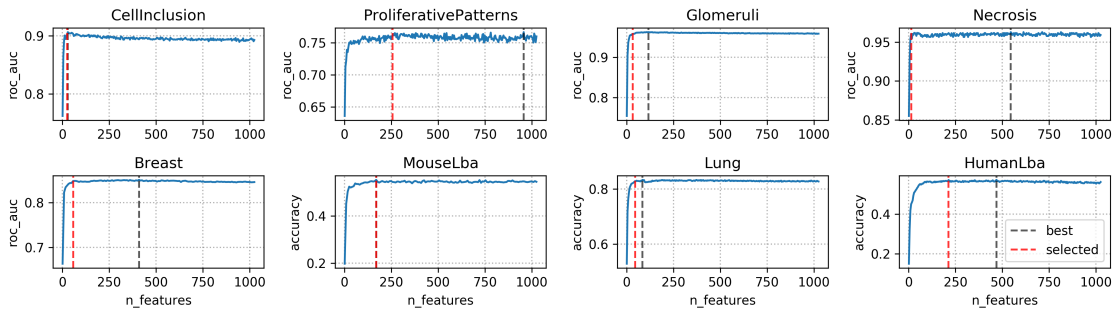 CellInclusion
roc_auc
0.9
0.8
0 250 500 750 1000
ProliferativePatterns
roc_auc
0.75
0.70
0.65
0 250 500 750 1000
Glomeruli
roc_auc
0.9
0.8
0 250 500 750 1000
Necrosis
roc_auc
0.95
0.90
0.85
0 250 500 750 1000
Breast
roc_auc
0.8
0.7
0 250 500 750 1000
n_features
MouseLba
accuracy
0.4
0.2
0 250 500 750 1000
n_features
Lung
accuracy
0.8
0.6
0 250 500 750 1000
n_features
HumanLba
accuracy
0.4
0.2
best
selected
0 250 500 750 1000
n_features